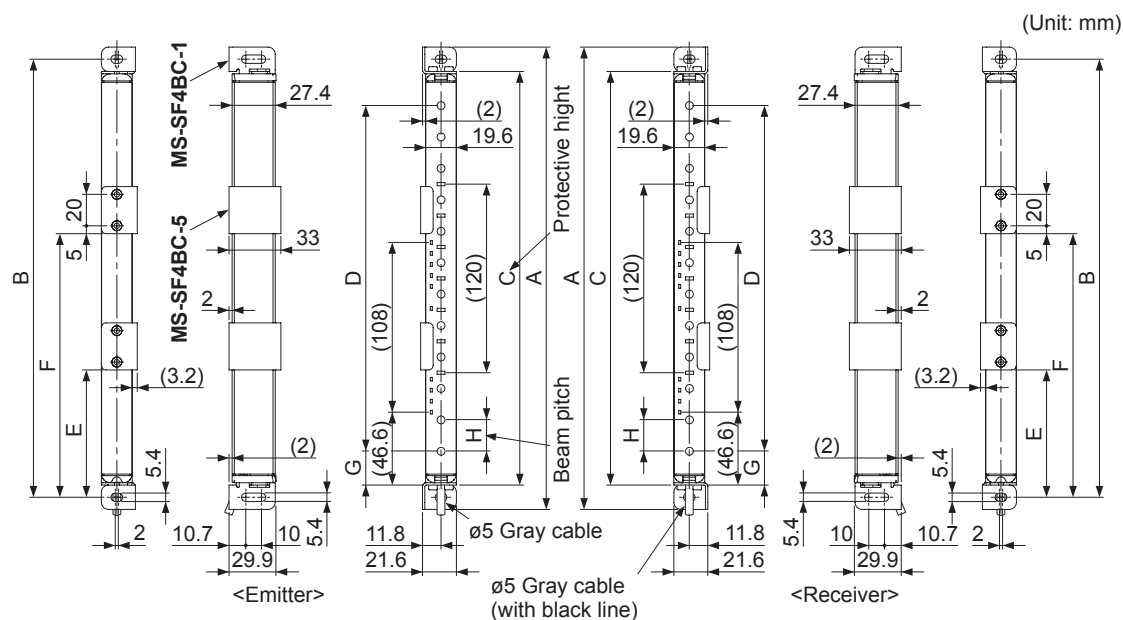 (Unit: mm)
MS-SF4BC-1
27.4
(2)
19.6
Protective hight
(2)
19.6
27.4
20
5
MS-SF4BC-5
33
B
D
(120)
C
A
A
C
(120)
D
33
20
5
B
2
(108)
(108)
2
F
(3.2)
Beam pitch
(3.2)
F
E
H
H
E
5.4
(2)
G
(46.6)
(46.6)
G
(2)
5.4
2
10.7
10
5.4
29.9
11.8
21.6
ø5 Gray cable
11.8
21.6
5.4
10
10.7
29.9
2
<Emitter>
ø5 Gray cable
(with black line)
<Receiver>